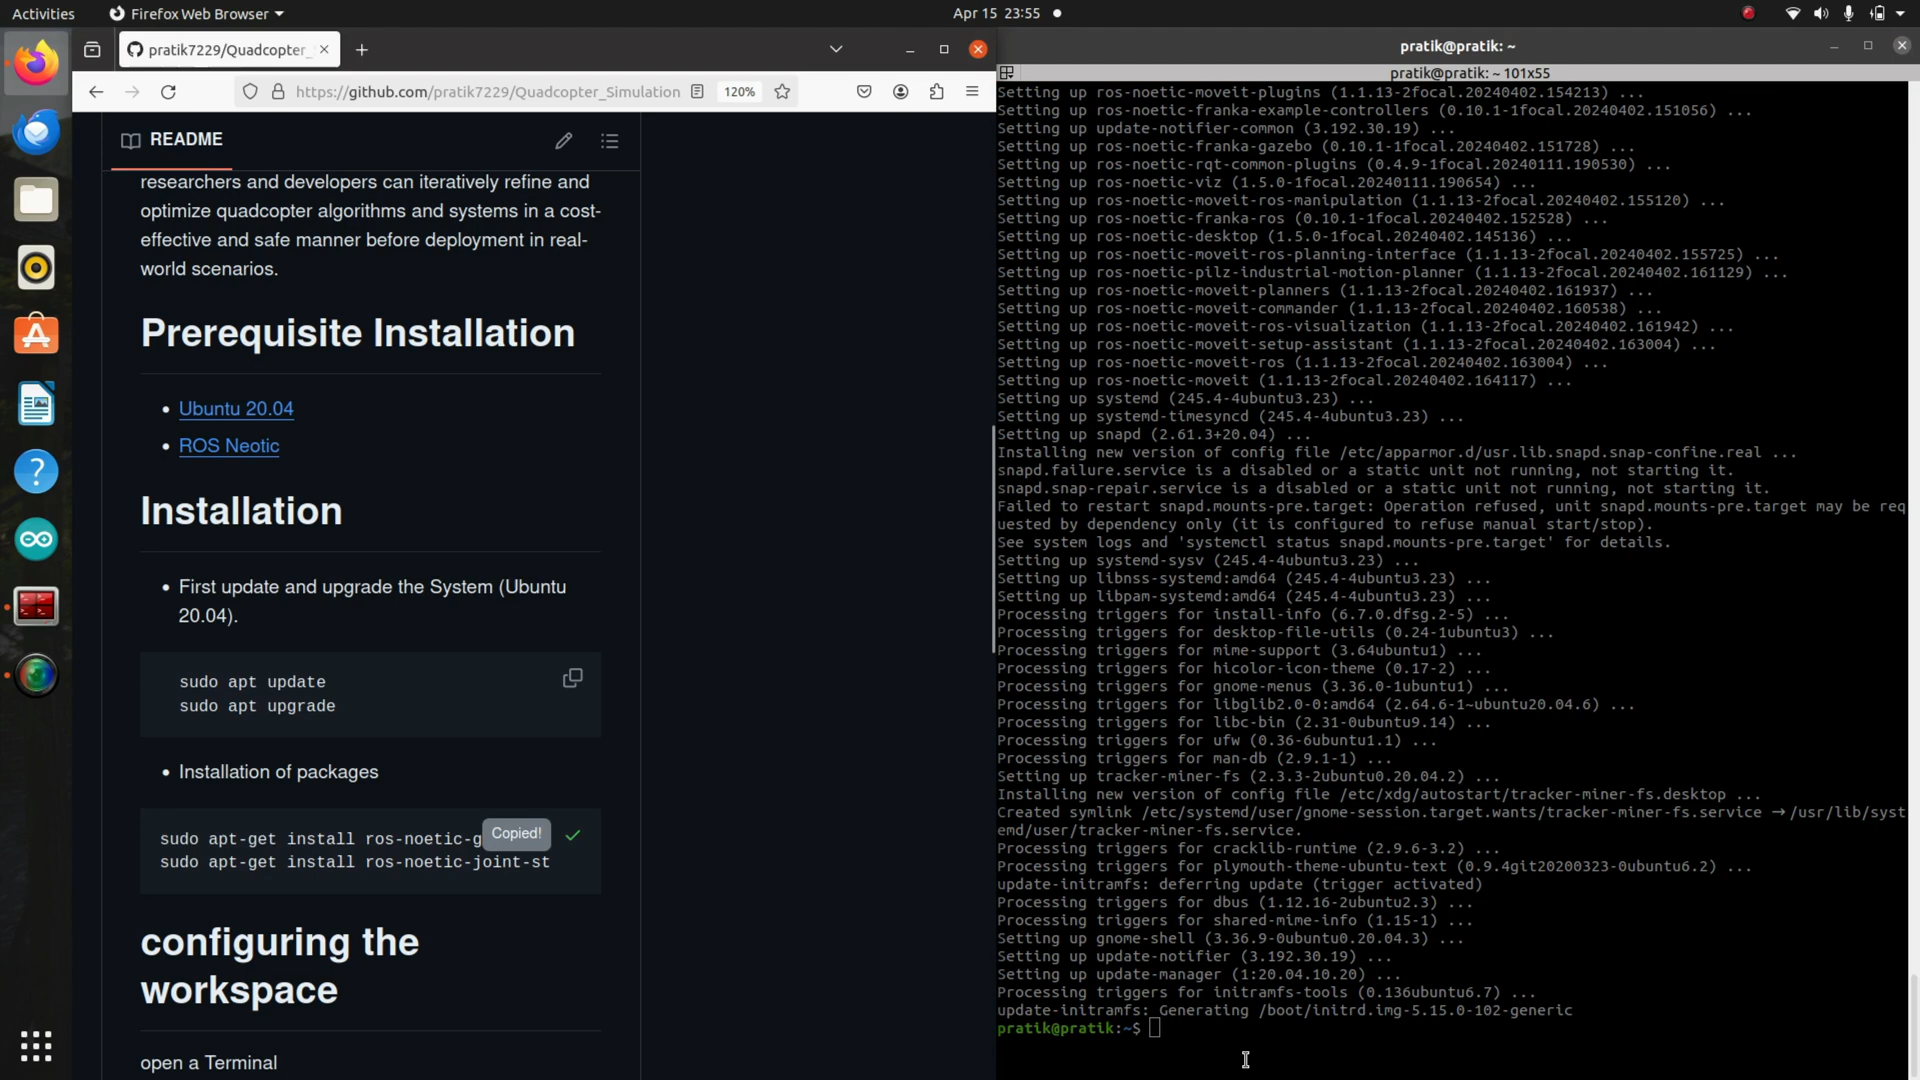 Activities
Firefox Web Browser
Apr 15 23:55
pratik7229/Quadcopter_
https://github.com/pratik7229/Quadcopter_Simulation
120%
README
researchers and developers can iteratively refine and
optimize quadcopter algorithms and systems in a cost-
effective and safe manner before deployment in real-
world scenarios.
Prerequisite Installation
Ubuntu 20.04
ROS Neotic
Installation
First update and upgrade the System (Ubuntu
20.04).
sudo apt update
sudo apt upgrade
Installation of packages
sudo apt-get install ros-noetic-g
Copied!
sudo apt-get install ros-noetic-joint-st
configuring the
workspace
open a Terminal
pratik@pratik: ~
pratik@pratik: ~ 101x55
Setting up ros-noetic-moveit-plugins (1.1.13-2focal.20240402.154213) ...
Setting up ros-noetic-franka-example-controllers (0.10.1-1focal.20240402.151056) ...
Setting up update-notifier-common (3.192.30.19) ...
Setting up ros-noetic-franka-gazebo (0.10.1-1focal.20240402.151728) ...
Setting up ros-noetic-rqt-common-plugins (0.4.9-1focal.20240111.190530) ...
Setting up ros-noetic-viz (1.5.0-1focal.20240111.190654) ...
Setting up ros-noetic-moveit-ros-manipulation (1.1.13-2focal.20240402.155120) ...
Setting up ros-noetic-franka-ros (0.10.1-1focal.20240402.152528) ...
Setting up ros-noetic-desktop (1.5.0-1focal.20240402.145136) ...
Setting up ros-noetic-moveit-ros-planning-interface (1.1.13-2focal.20240402.155725) ...
Setting up ros-noetic-pilz-industrial-motion-planner (1.1.13-2focal.20240402.161129) ...
Setting up ros-noetic-moveit-planners (1.1.13-2focal.20240402.161937) ...
Setting up ros-noetic-moveit-commander (1.1.13-2focal.20240402.160538) ...
Setting up ros-noetic-moveit-ros-visualization (1.1.13-2focal.20240402.161942) ...
Setting up ros-noetic-moveit-setup-assistant (1.1.13-2focal.20240402.163004) ...
Setting up ros-noetic-moveit-ros (1.1.13-2focal.20240402.163004) ...
Setting up ros-noetic-moveit (1.1.13-2focal.20240402.164117) ...
Setting up systemd (245.4-4ubuntu3.23) ...
Setting up systemd-timesyncd (245.4-4ubuntu3.23) ...
Setting up snapd (2.61.3+20.04) ...
Installing new version of config file /etc/apparmor.d/usr.lib.snapd.snap-confine.real ...
snapd.failure.service is a disabled or a static unit not running, not starting it.
snapd.snap-repair.service is a disabled or a static unit not running, not starting it.
Failed to restart snapd.mounts-pre.target: Operation refused, unit snapd.mounts-pre.target may be req
uested by dependency only (it is configured to refuse manual start/stop).
See system logs and 'systemctl status snapd.mounts-pre.target' for details.
Setting up systemd-sysv (245.4-4ubuntu3.23) ...
Setting up libnss-systemd:amd64 (245.4-4ubuntu3.23) ...
Setting up libpam-systemd:amd64 (245.4-4ubuntu3.23) ...
Processing triggers for install-info (6.7.0.dfsg.2-5) ...
Processing triggers for desktop-file-utils (0.24-1ubuntu3) ...
Processing triggers for mime-support (3.64ubuntu1) ...
Processing triggers for hicolor-icon-theme (0.17-2) ...
Processing triggers for gnome-menus (3.36.0-1ubuntu1) ...
Processing triggers for libglib2.0-0:amd64 (2.64.6-1~ubuntu20.04.6) ...
Processing triggers for libc-bin (2.31-0ubuntu9.14) ...
Processing triggers for ufw (0.36-6ubuntu1.1) ...
Processing triggers for man-db (2.9.1-1) ...
Setting up tracker-miner-fs (2.3.3-2ubuntu0.20.04.2) ...
Installing new version of config file /etc/xdg/autostart/tracker-miner-fs.desktop ...
Created symlink /etc/systemd/user/gnome-session.target.wants/tracker-miner-fs.service → /usr/lib/syst
emd/user/tracker-miner-fs.service.
Processing triggers for cracklib-runtime (2.9.6-3.2) ...
Processing triggers for plymouth-theme-ubuntu-text (0.9.4git20200323-0ubuntu6.2) ...
update-initramfs: deferring update (trigger activated)
Processing triggers for dbus (1.12.16-2ubuntu2.3) ...
Processing triggers for shared-mime-info (1.15-1) ...
Setting up gnome-shell (3.36.9-0ubuntu0.20.04.3) ...
Setting up update-notifier (3.192.30.19) ...
Setting up update-manager (1:20.04.10.20) ...
Processing triggers for initramfs-tools (0.136ubuntu6.7) ...
update-initramfs: Generating /boot/initrd.img-5.15.0-102-generic
pratik@pratik:~$